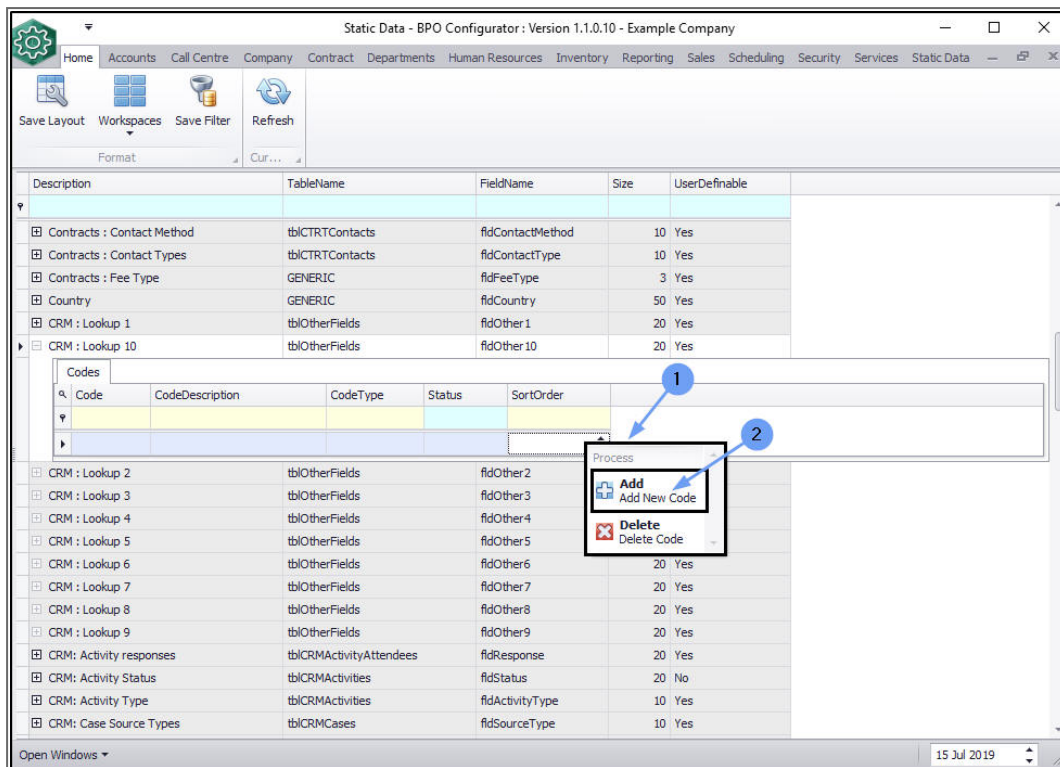 Static Data - BPO Configurator : Version 1.1.0.10 - Example Company
Home Accounts Call Centre Company Contract Departments Human Resources Inventory Reporting Sales Scheduling Security Services Static Data
Save Layout Workspaces Save Filter Refresh
Format Cur...
Description TableName FieldName Size UserDefinable
Contracts : Contact Method tblCTRTContacts fldContactMethod 10 Yes
Contracts : Contact Types tblCTRTContacts fldContactType 10 Yes
Contracts : Fee Type GENERIC fldFeeType 3 Yes
Country GENERIC fldCountry 50 Yes
CRM : Lookup 1 tblOtherFields fldOther1 20 Yes
CRM : Lookup 10 tblOtherFields fldOther10 20 Yes
Codes
1
Code CodeDescription CodeType Status SortOrder
2
Process
CRM : Lookup 2 tblOtherFields fldOther2
Add
CRM : Lookup 3 tblOtherFields fldOther3
Add New Code
CRM : Lookup 4 tblOtherFields fldOther4
Delete
CRM : Lookup 5 tblOtherFields fldOther5
Delete Code
CRM : Lookup 6 tblOtherFields fldOther6 20 Yes
CRM : Lookup 7 tblOtherFields fldOther7 20 Yes
CRM : Lookup 8 tblOtherFields fldOther8 20 Yes
CRM : Lookup 9 tblOtherFields fldOther9 20 Yes
CRM: Activity responses tblCRMActivityAttendees fldResponse 20 Yes
CRM: Activity Status tblCRMActivities fldStatus 20 No
CRM: Activity Type tblCRMActivities fldActivityType 10 Yes
CRM: Case Source Types tblCRMCases fldSourceType 10 Yes
Open Windows 15 Jul 2019